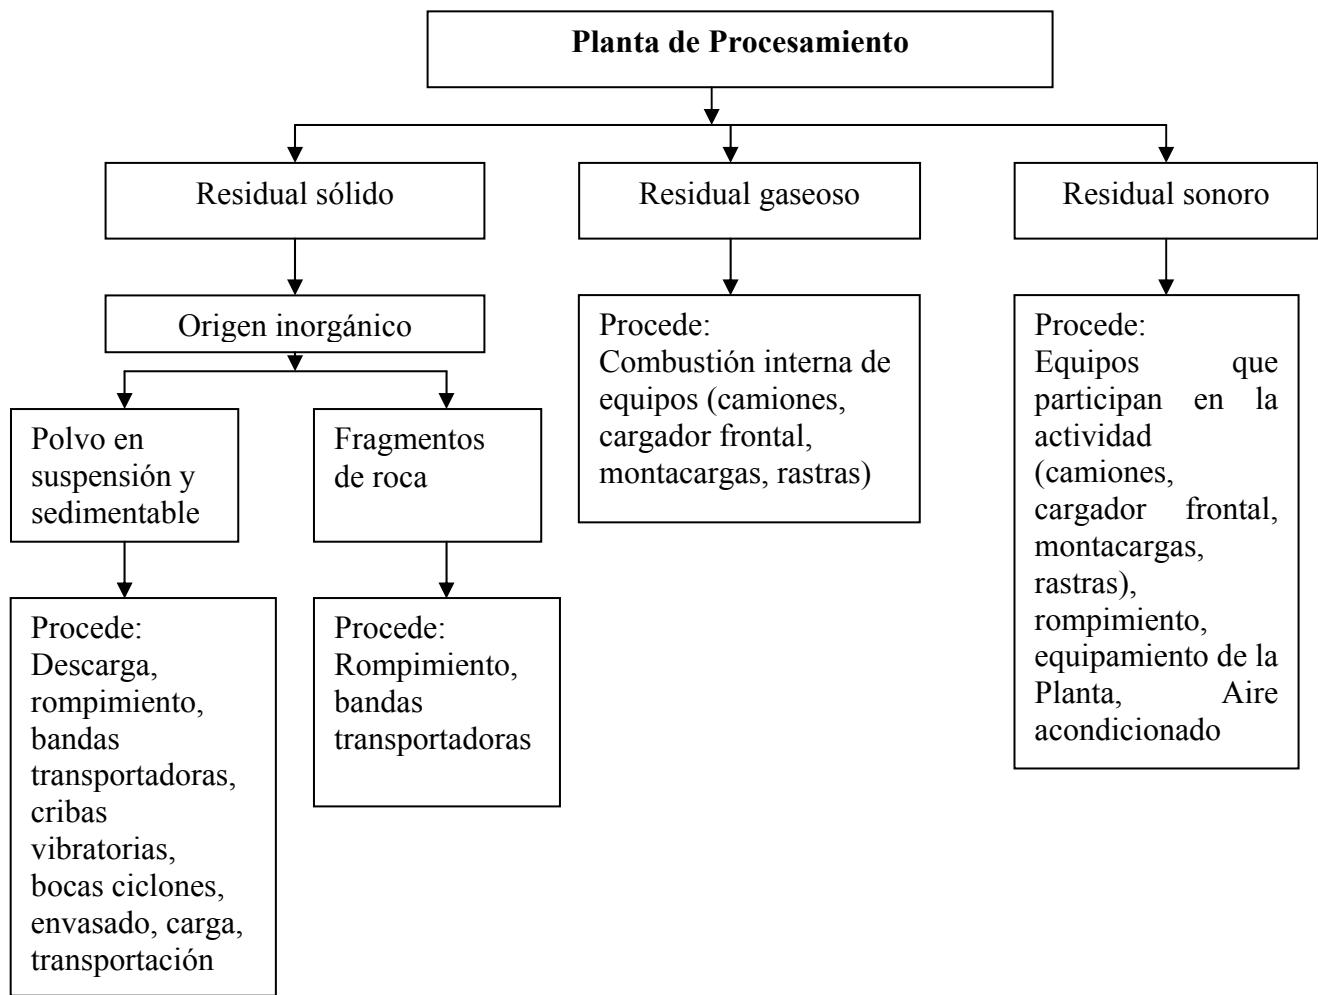 Planta de Procesamiento
Residual sólido
Residual gaseoso
Residual sonoro
Origen inorgánico
Procede:
Combustión interna de
equipos (camiones,
cargador frontal,
montacargas, rastras)
Procede:
Equipos que
participan en la
actividad
(camiones,
cargador frontal,
montacargas,
rastras),
rompimiento,
equipamiento de la
Planta, Aire
acondicionado
Polvo en
suspensión y
sedimentable
Fragmentos
de roca
Procede:
Descarga,
rompimiento,
bandas
transportadoras,
cribas
vibratorias,
bocas ciclones,
envasado, carga,
transportación
Procede:
Rompimiento,
bandas
transportadoras